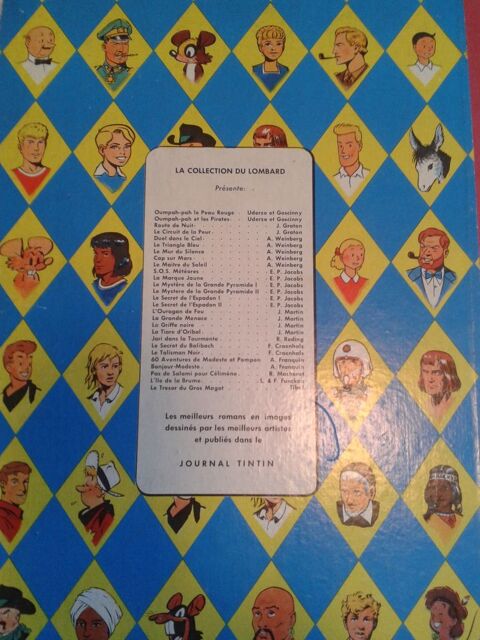 LA COLLECTION DU LOMBARD
Présente:
Oumpah-pah le Peau Rouge - Uderzo et Goscinny
Oumpah-pah et les Pirates - Uderzo et Goscinny
Route de Nuit - J. Graton
Le Circuit de la Peur - J. Graton
Duel dans le Ciel - A. Weinberg
Le Triangle Bleu - A. Weinberg
Le Mur du Silence - A. Weinberg
Cap sur Mars - A. Weinberg
Le Maître du Soleil - A. Weinberg
S.O.S. Météores - E. P. Jacobs
La Marque Jaune - E. P. Jacobs
Le Mystère de la Grande Pyramide I - E. P. Jacobs
Le Mystère de la Grande Pyramide II - E. P. Jacobs
Le Secret de l'Espadon I - E. P. Jacobs
Le Secret de l'Espadon II - E. P. Jacobs
L'Ouragan de Feu - J. Martin
La Grande Menace - J. Martin
La Griffe noire - J. Martin
La Tiare d'Oribal - J. Martin
Jari dans la Tourmente - R. Reding
Le Secret du Balibach - F. Craenhals
Le Talisman Noir - F. Craenhals
60 Aventures de Modeste et Pompon - A. Franquin
Bonjour-Modeste - A. Franquin
Pas de Salami pour Célimène - R. Macherot
L'Ile de la Brume - L. & F. Funcken
Le Tresor du Gros Magot - Tibet
Les meilleurs romans en images
dessinés par les meilleurs artistes
et publiés dans le
JOURNAL TINTIN